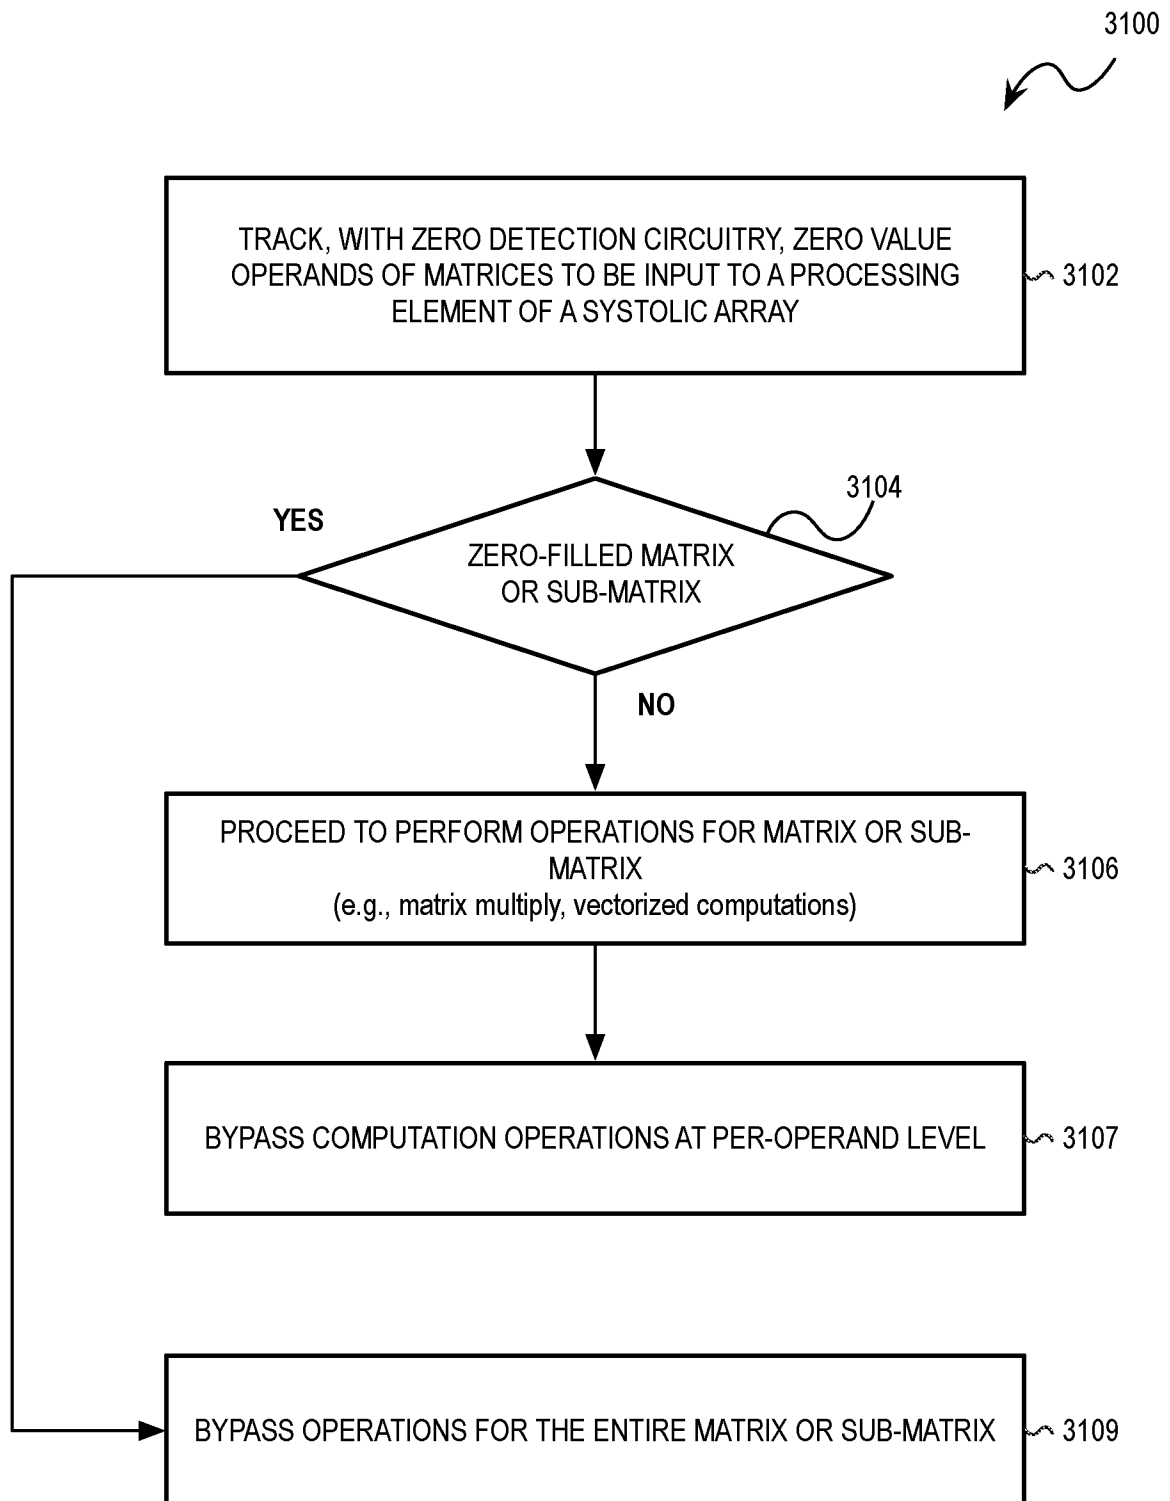 3100
TRACK, WITH ZERO DETECTION CIRCUITRY, ZERO VALUE
OPERANDS OF MATRICES TO BE INPUT TO A PROCESSING
ELEMENT OF A SYSTOLIC ARRAY
3102
3104
YES
ZERO-FILLED MATRIX
OR SUB-MATRIX
NO
PROCEED TO PERFORM OPERATIONS FOR MATRIX OR SUB-
MATRIX
(e.g., matrix multiply, vectorized computations)
3106
BYPASS COMPUTATION OPERATIONS AT PER-OPERAND LEVEL
3107
BYPASS OPERATIONS FOR THE ENTIRE MATRIX OR SUB-MATRIX
3109